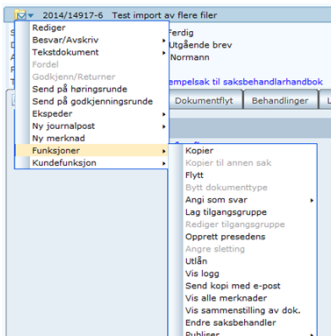 2014/14917-6 Test import av flere filer
Rediger
Besvar/Avskriv
Tekstdokument
Fordel
Godkjenn/Returner
Send på høringsrunde
Send på godkjenningsrunde
Ekspeder
Ny journalpost
Ny merknad
Funksjoner
Kundefunksjon
Ferdig
Utgående brev
Normann
empelsak til saksbehandlarhandbok
Dokumentflyt Behandlinger
Kopier
Kopier til annen sak
Flytt
Bytt dokumenttype
Angi som svar
Lag tilgangsgruppe
Rediger tilgangsgruppe
Opprett presedens
Angre sletting
Utlån
Vis logg
Send kopi med e-post
Vis alle merknader
Vis sammenstilling av dok.
Endre saksbehandler
Publiser